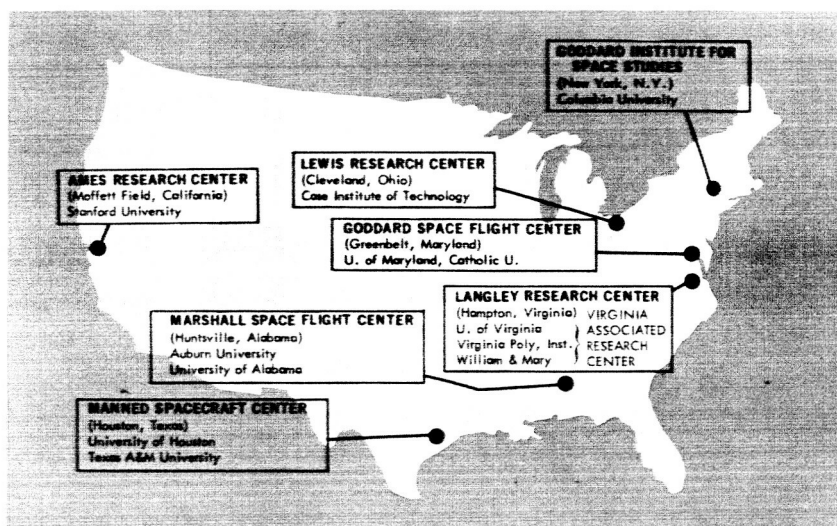 GODDARD INSTITUTE FOR
SPACE STUDIES
(New York, N.Y.)
Columbia University
LEWIS RESEARCH CENTER
(Cleveland, Ohio)
Case Institute of Technology
AMES RESEARCH CENTER
(Moffett Field, California)
Stanford University
GODDARD SPACE FLIGHT CENTER
(Greenbelt, Maryland)
U. of Maryland, Catholic U.
LANGLEY RESEARCH CENTER
(Hampton, Virginia) VIRGINIA
U. of Virginia ASSOCIATED
Virginia Poly, Inst. RESEARCH
William & Mary CENTER
MARSHALL SPACE FLIGHT CENTER
(Huntsville, Alabama)
Auburn University
University of Alabama
MANNED SPACECRAFT CENTER
(Houston, Texas)
University of Houston
Texas A&M University